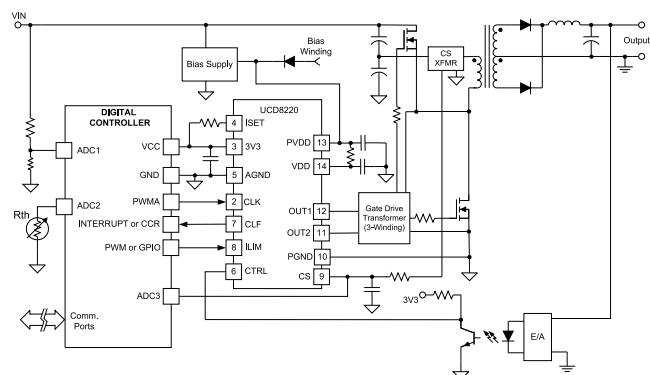 VIN
Bias
Winding
Bias Supply
CS
XFMR
Output
DIGITAL
CONTROLLER
UCD8220
ADC1
VCC
4
ISET
3
3V3
PVDD
13
GND
5
AGND
VDD
14
ADC2
PWMA
2
CLK
OUT1
12
Gate Drive
Transformer
(3-Winding)
Rth
INTERRUPT or CCR
7
CLF
OUT2
11
PWM or GPIO
8
ILIM
PGND
10
6
CTRL
CS
9
ADC3
3V3
Comm.
Ports
E/A